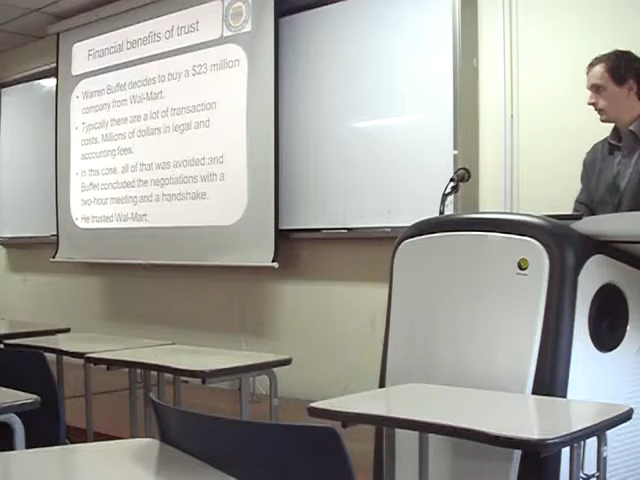 Financial benefits of trust
• Warren Buffet decides to buy a $23 million
company from Wal-Mart.
• Typically there are a lot of transaction
costs. Millions of dollars in legal and
accounting fees.
• In this case, all of that was avoided and
Buffet concluded the negotiations with a
two-hour meeting and a handshake.
• He trusted Wal-Mart.